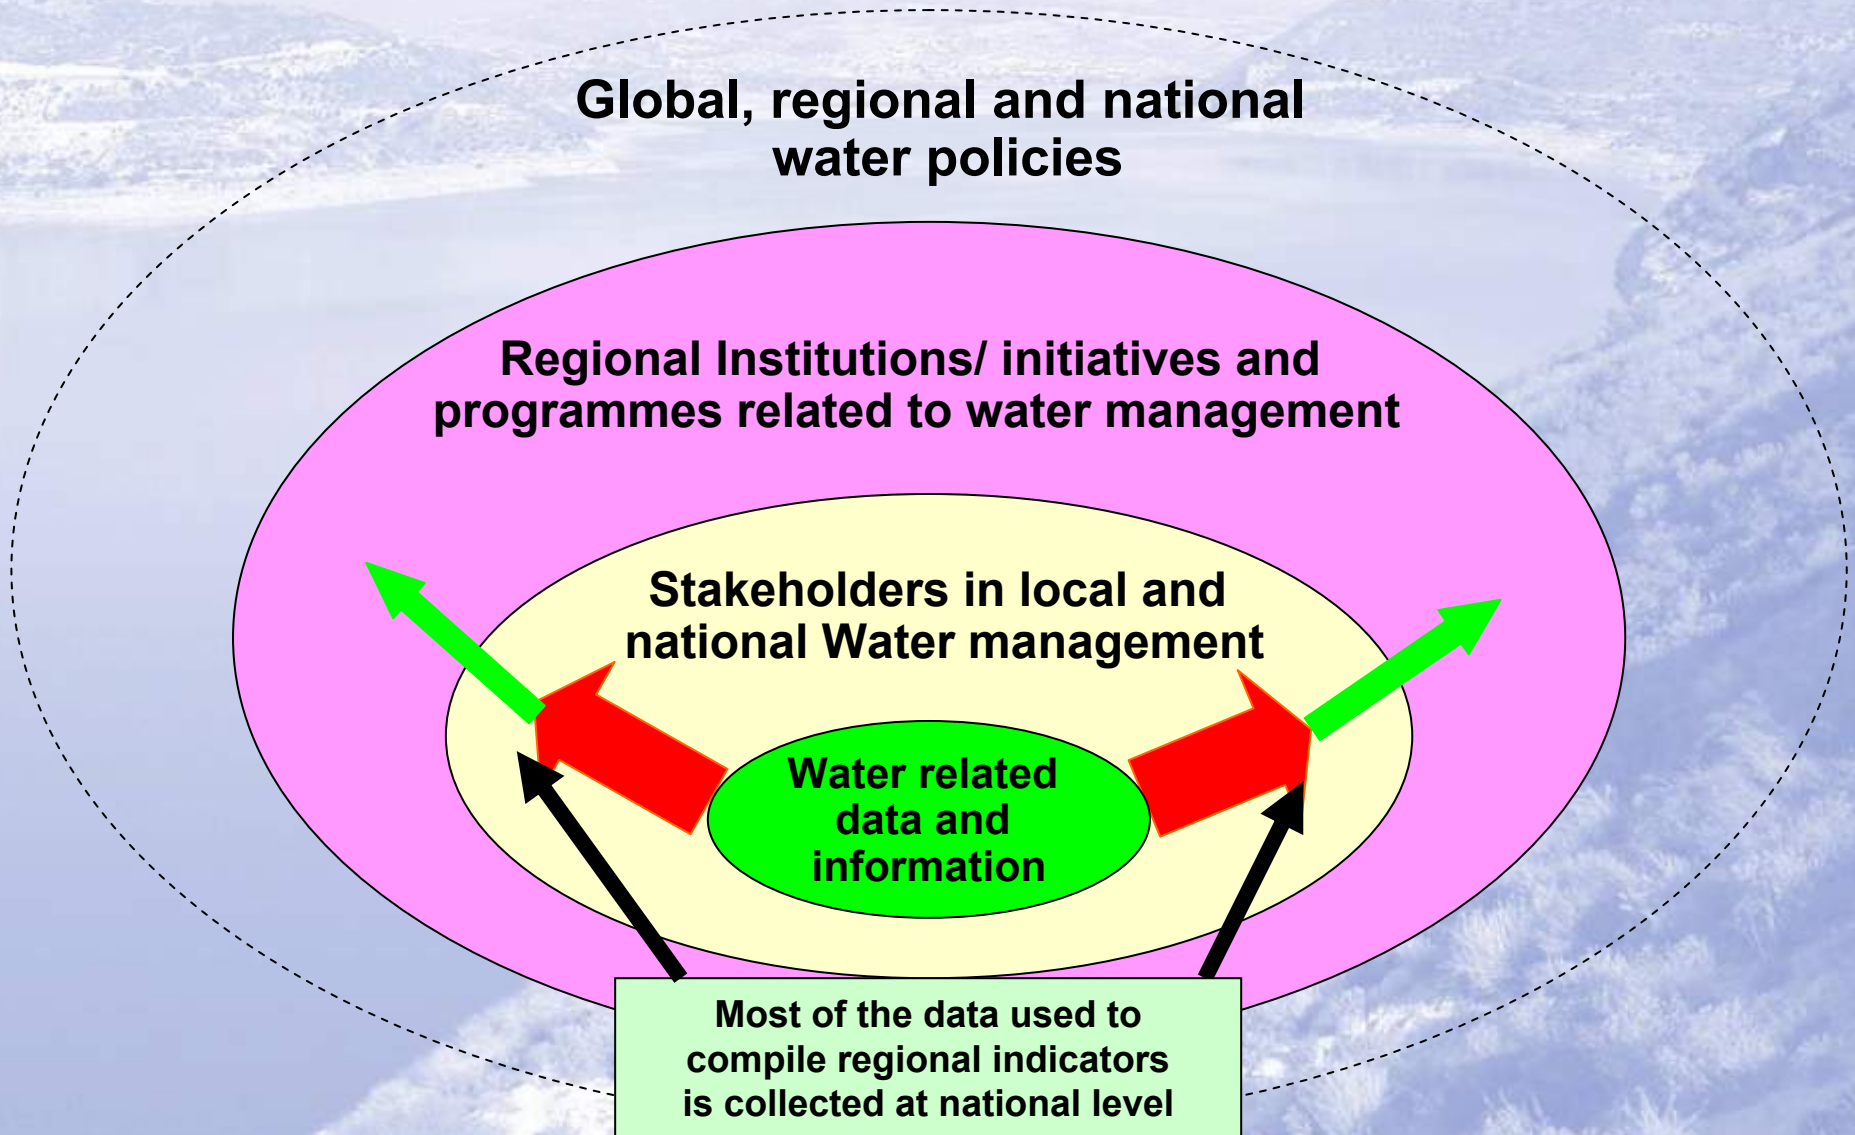 Global, regional and national
water policies
Regional Institutions/ initiatives and
programmes related to water management
Stakeholders in local and
national Water management
Water related
data and
information
Most of the data used to
compile regional indicators
is collected at national level